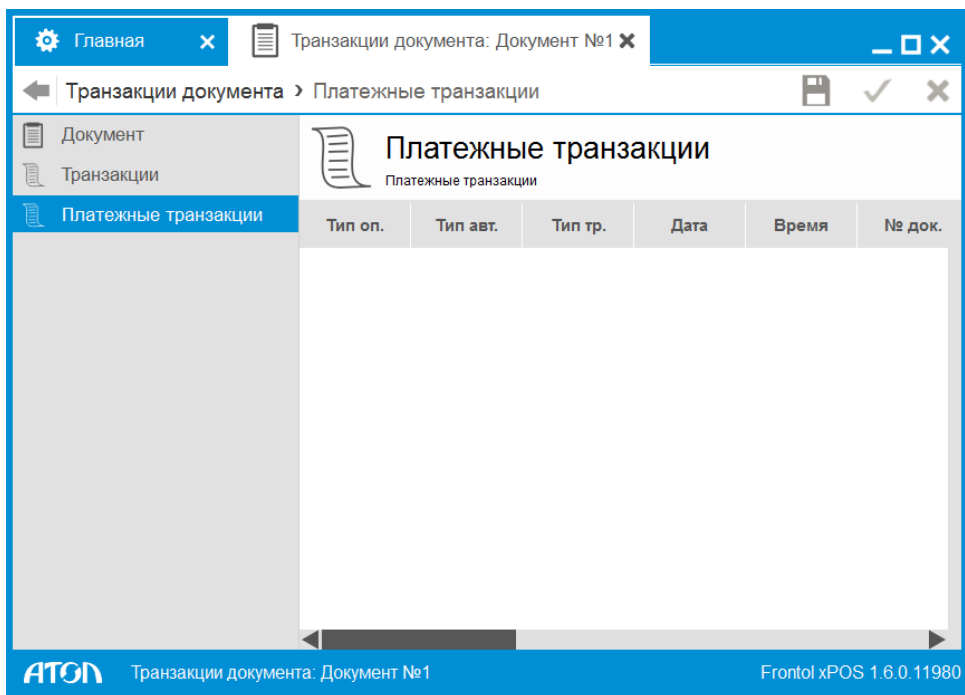 Главная
Транзакции документа: Документ №1
Транзакции документа › Платежные транзакции
Документ
Транзакции
Платежные транзакции
Платежные транзакции
Платежные транзакции
Тип оп. Тип авт. Тип тр. Дата Время № док.
АТОЛ Транзакции документа: Документ №1 Frontol xPOS 1.6.0.11980